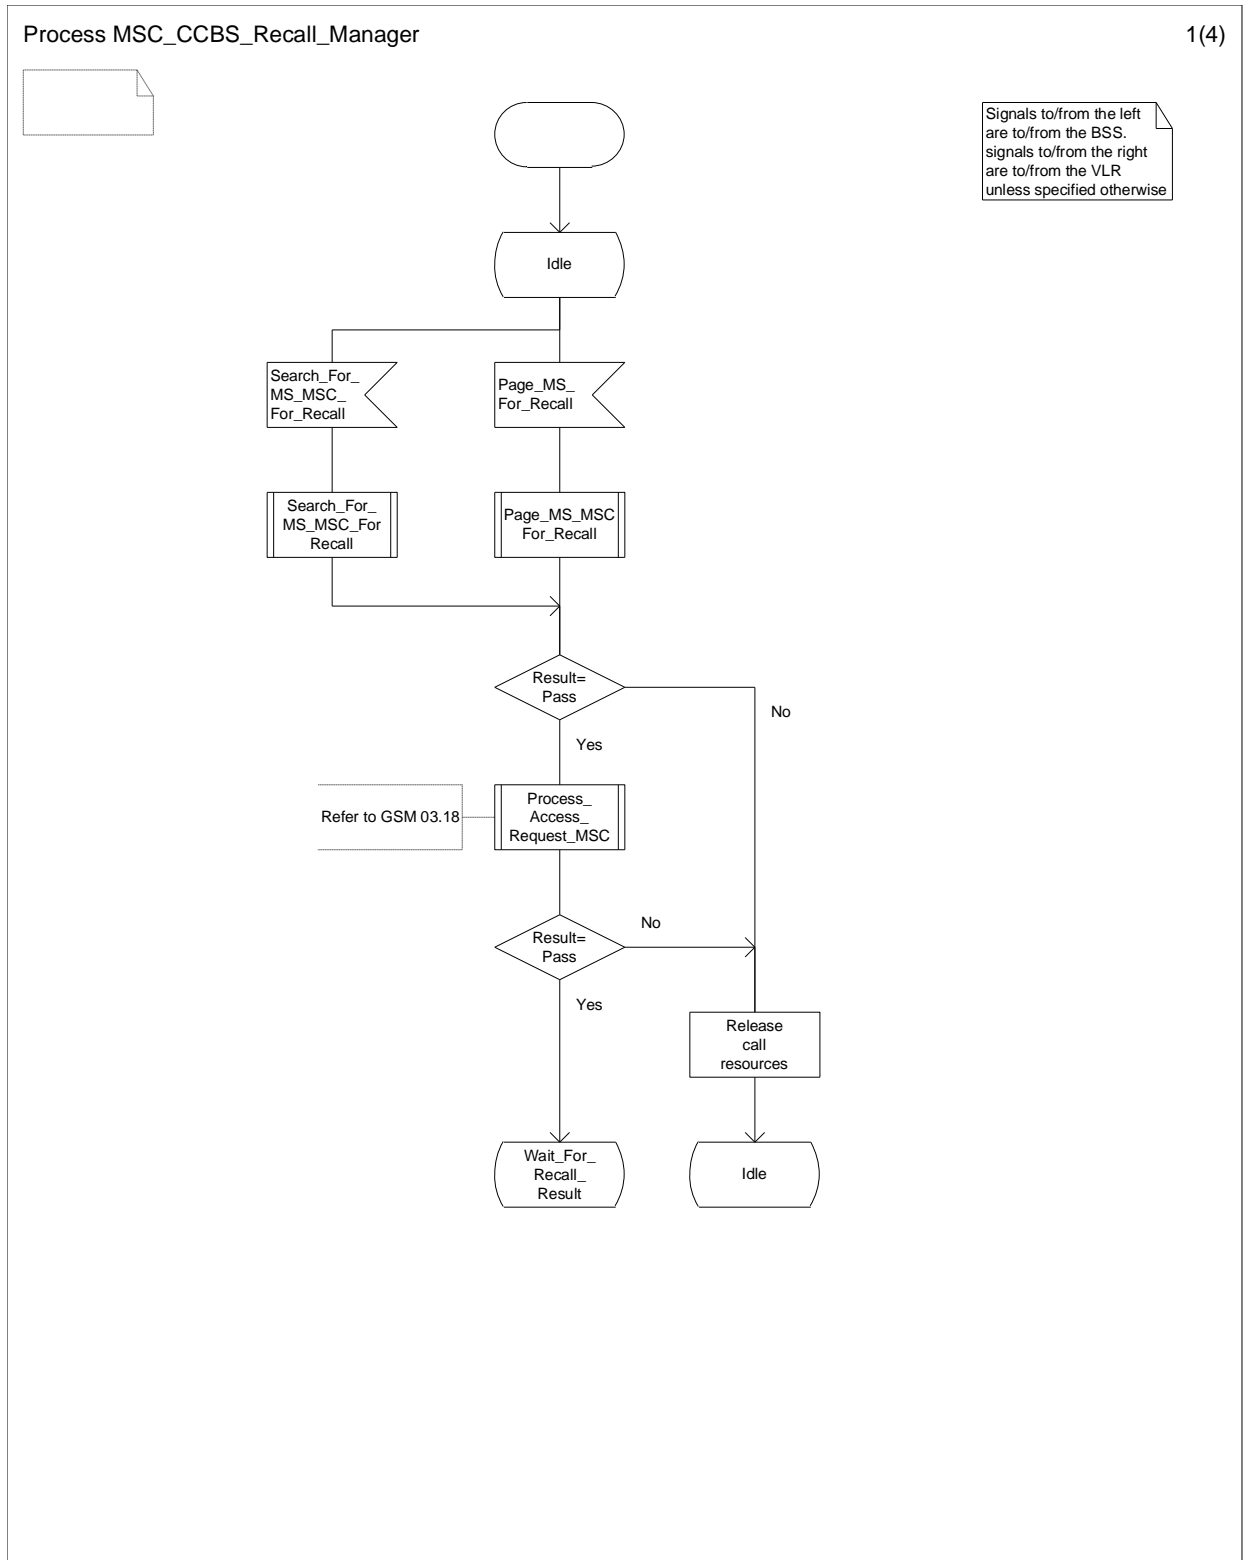 Process MSC_CCBS_Recall_Manager
1(4)
Signals to/from the left
are to/from the BSS.
signals to/from the right
are to/from the VLR
unless specified otherwise
Idle
Search_For_
MS_MSC_
For_Recall
Page_MS_
For_Recall
Search_For_
MS_MSC_For
Recall
Page_MS_MSC
For_Recall
Result=
Pass
No
Yes
Refer to GSM 03.18
Process_
Access_
Request_MSC
Result=
Pass
No
Yes
Release
call
resources
Wait_For_
Recall_
Result
Idle